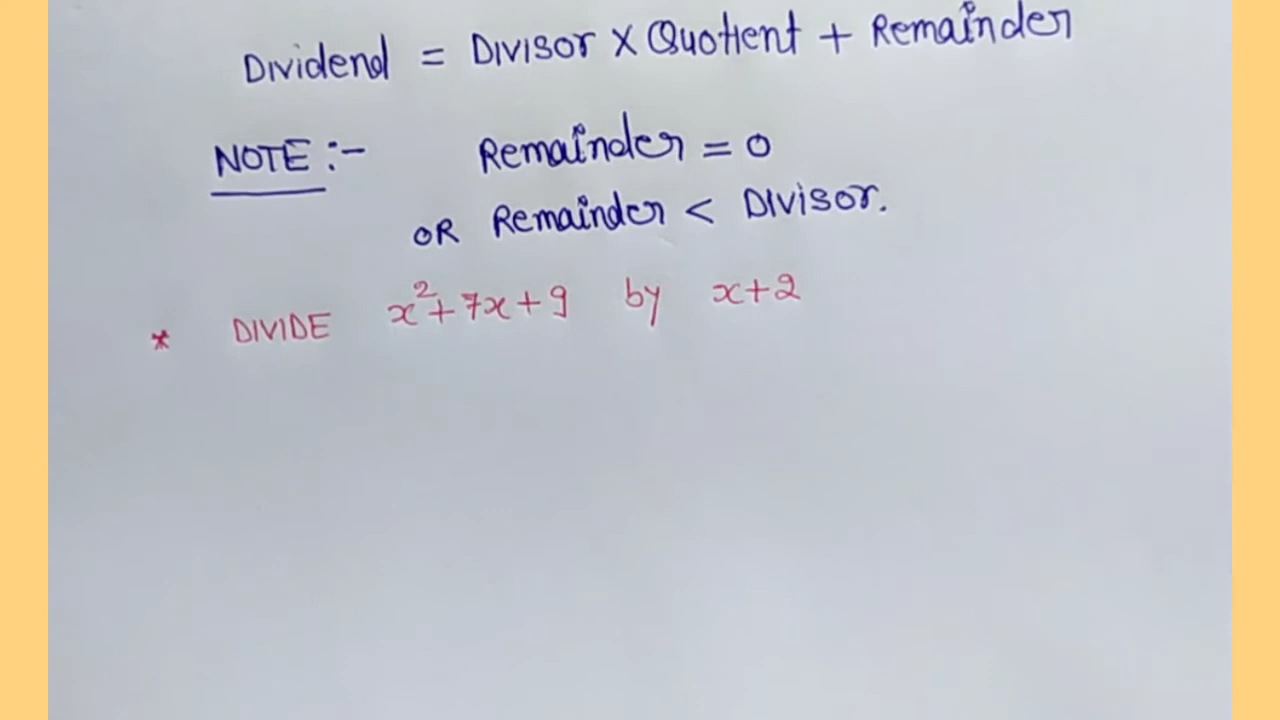 Dividend = Divisor × Quotient + Remainder
NOTE :- Remainder = 0
OR Remainder < Divisor.
* DIVIDE x²+7x+9 by x+2